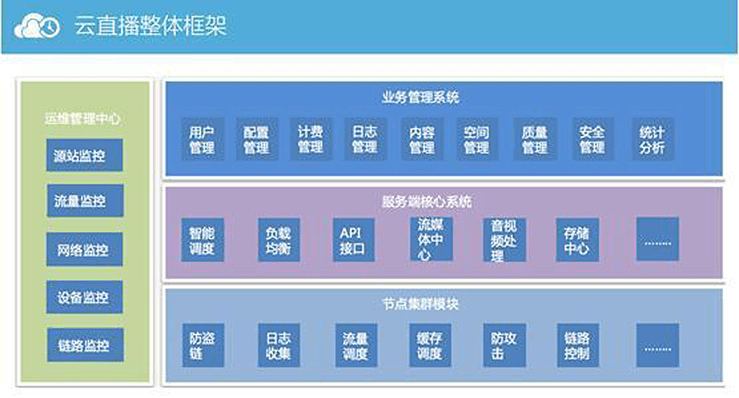 云直播整体框架
运维管理中心
源站监控
流量监控
网络监控
设备监控
链路监控
业务管理系统
用户
管理
配置
管理
计费
管理
日志
管理
内容
管理
空间
管理
质量
管理
安全
管理
统计
分析
服务端核心系统
智能
调度
负载
均衡
API
接口
流媒
体中
心
音视
频处
理
存储
中心
........
节点集群模块
防盗
链
日志
收集
流量
调度
缓存
调度
防攻
击
链路
控制
........